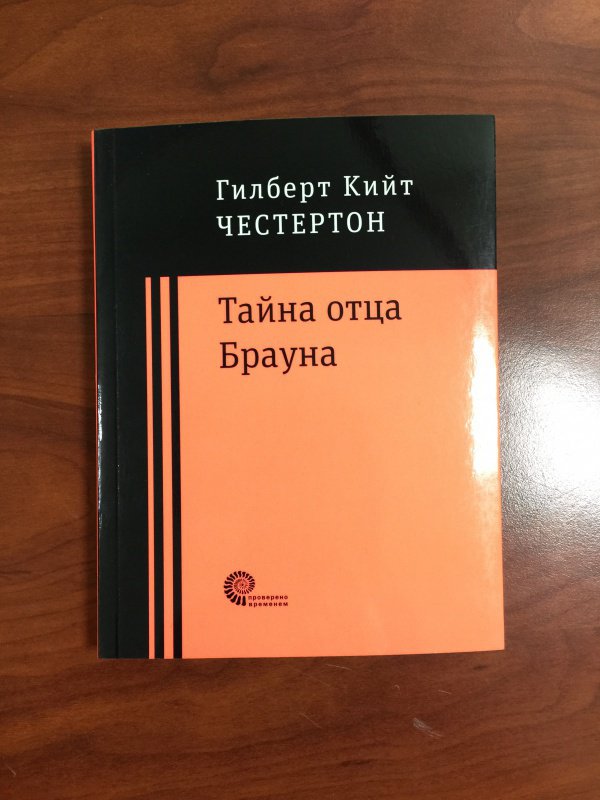 Гилберт Кийт
ЧЕСТЕРТОН
Тайна отца
Брауна
проверено
временем